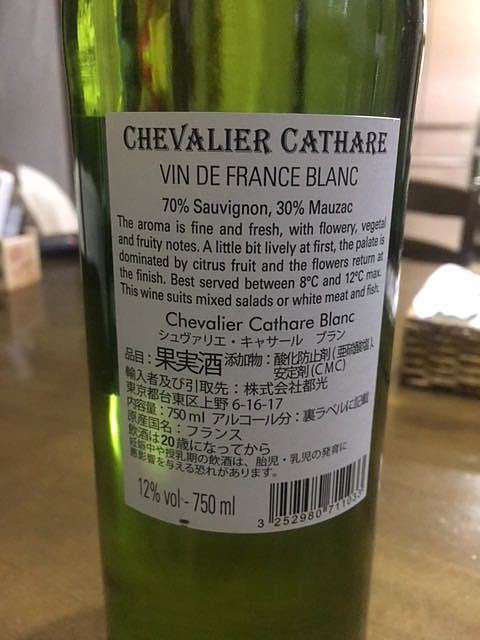 CHEVALIER CATHARE
VIN DE FRANCE BLANC
70% Sauvignon, 30% Mauzac
The aroma is fine and fresh, with flowery, vegetal
and fruity notes. A little bit lively at first, the palate is
dominated by citrus fruit and the flowers return at
the finish. Best served between 8°C and 12°C max.
This wine suits mixed salads or white meat and fish.
Chevalier Cathare Blanc
シュヴァリエ・キャサール ブラン
品目：果実酒 添加物：酸化防止剤(亜硫酸塩)、
安定剤(CMC)
輸入者及び引取先：株式会社都光
東京都台東区上野 6-16-17
内容量：750 ml アルコール分：裏ラベルに記載
原産国名：フランス
飲酒は20歳になってから
妊娠中や授乳期の飲酒は、胎児・乳児の発育に
悪影響を与える恐れがあります。
12% vol - 750 ml
3 252980 711033